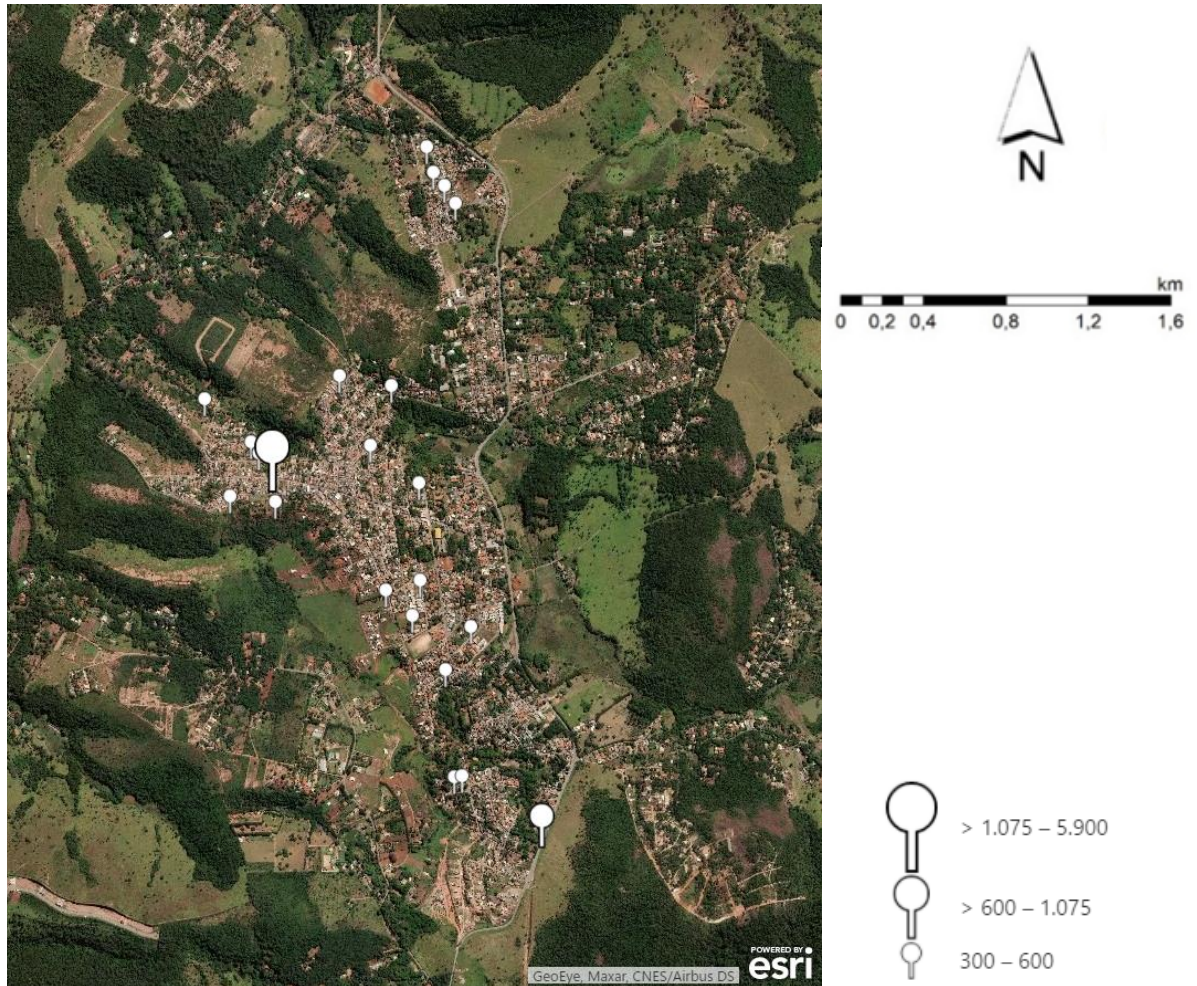 N
km
0 0,2 0,4 0,8 1,2 1,6
> 1.075 – 5.900
> 600 – 1.075
300 – 600
POWERED BY
esri
GeoEye, Maxar, CNES/Airbus DS